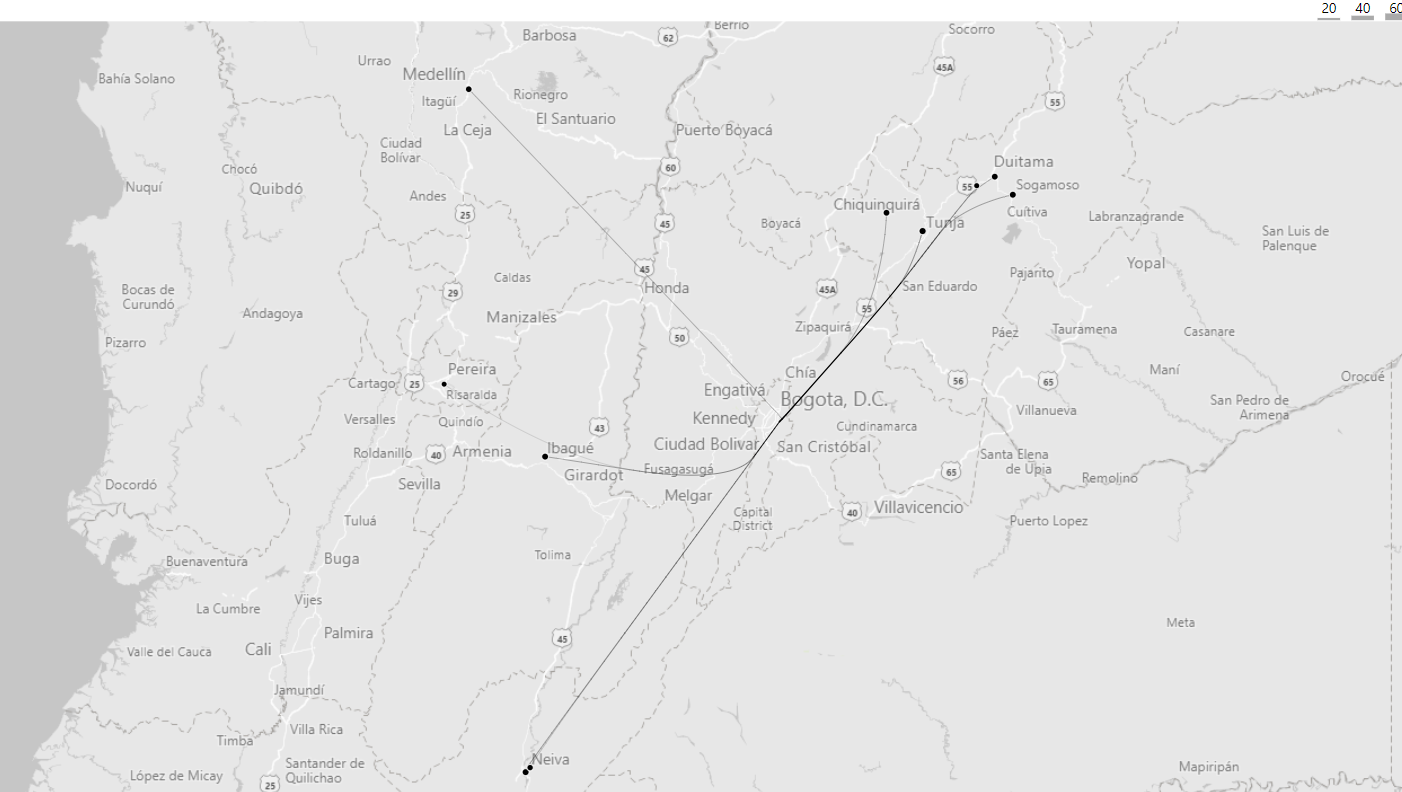 20 40 60
Berrio
Socorro
Barbosa
62
Urrao
45A
Medellín
Bahía Solano
Rionegro
Itagüí
55
El Santuario
La Ceja
Puerto Boyacá
Ciudad
Bolívar
Duitama
60
Chocó
Nuquí
Quibdó
55
Sogamoso
Andes
Chiquinquirá
25
Cuítiva
Labranzagrande
45
Boyacá
Tunja
San Luis de
Palenque
Yopal
45
Pajarito
Caldas
Honda
45A
San Eduardo
Bocas de
Curundó
29
Andagoya
Manizales
55
Zipaquirá
Páez
Tauramena
Casanare
50
Pizarro
Pereira
Chía
Maní
Orocué
Cartago
25
56
65
Risaralda
Engativá
Bogota, D.C.
San Pedro de
Arimena
Versalles
Quindío
Kennedy
Villanueva
43
Cundinamarca
Ciudad Bolivar
San Cristóbal
Roldanillo
40
Armenia
Ibagué
Santa Elena
de Upia
Fusagasugá
65
Girardot
Remolino
Docordó
Sevilla
Melgar
Capital
District
40
Villavicencio
Tuluá
Puerto Lopez
Buga
Tolima
Buenaventura
Vijes
La Cumbre
Meta
Palmira
45
Cali
Valle del Cauca
Jamundí
Villa Rica
Timba
Neiva
Santander de
Quilichao
Mapiripán
López de Micay
25